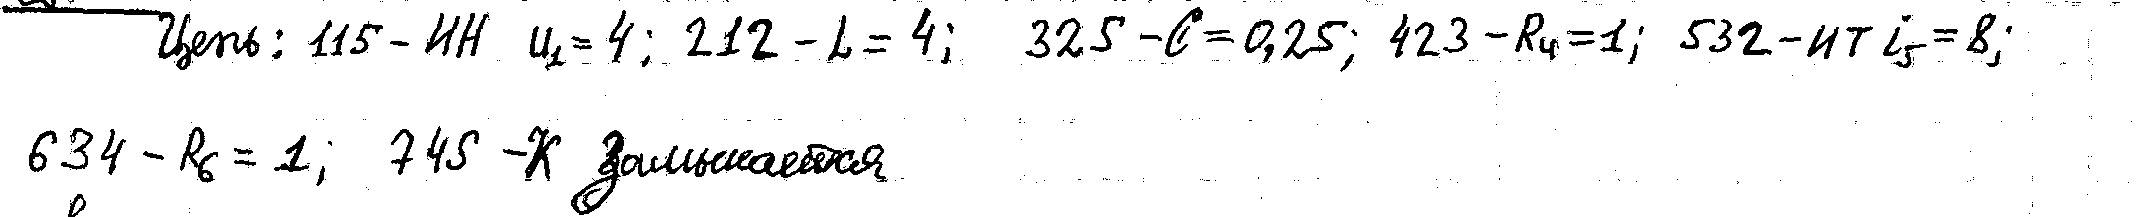 Цепь: 115 - ИН u₁ = 4; 212 - L = 4; 325 - C = 0,25; 423 - R₄ = 1; 532 - ИТ i₅ = 8;
634 - R₆ = 1; 745 - К замыкается